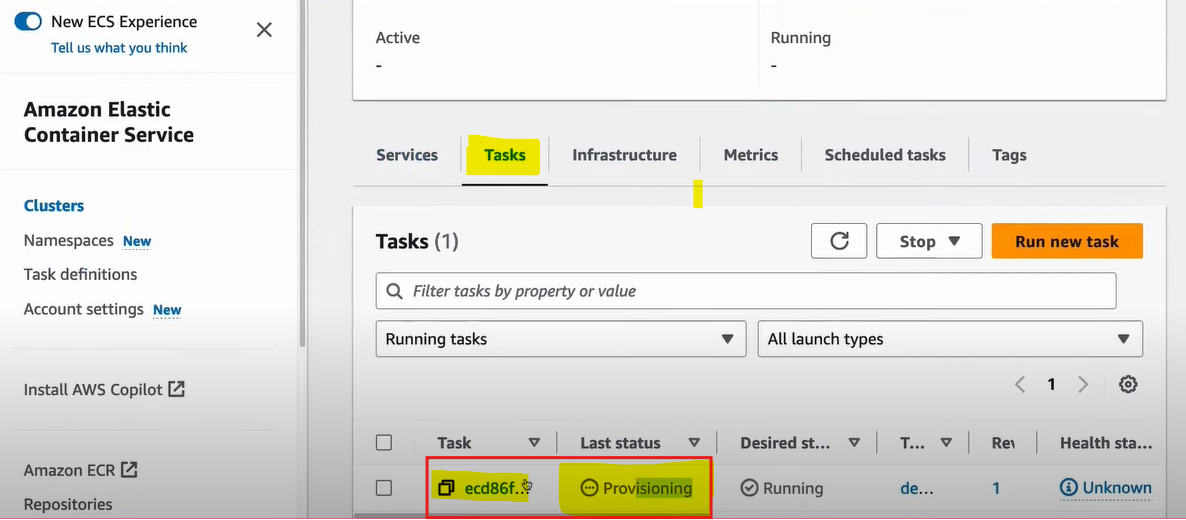 New ECS Experience
Tell us what you think
Amazon Elastic
Container Service
Clusters
Namespaces New
Task definitions
Account settings New
Install AWS Copilot
Amazon ECR
Repositories
Active
-
Running
-
Services
Tasks
Infrastructure
Metrics
Scheduled tasks
Tags
Tasks (1)
Stop
Run new task
Filter tasks by property or value
Running tasks
All launch types
1
Task Last status Desired st... T... Rev Health sta...
ecd86f... Provisioning Running de... 1 Unknown